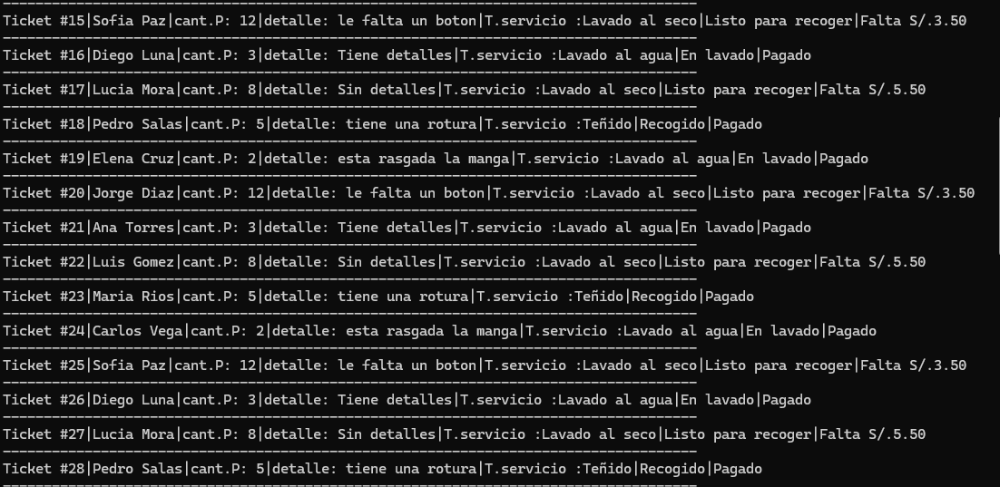 Ticket #15|Sofia Paz|cant.P: 12|detalle: le falta un boton|T.servicio :Lavado al seco|Listo para recoger|Falta S/.3.50
Ticket #16|Diego Luna|cant.P: 3|detalle: Tiene detalles|T.servicio :Lavado al agua|En lavado|Pagado
Ticket #17|Lucia Mora|cant.P: 8|detalle: Sin detalles|T.servicio :Lavado al seco|Listo para recoger|Falta S/.5.50
Ticket #18|Pedro Salas|cant.P: 5|detalle: tiene una rotura|T.servicio :Teñido|Recogido|Pagado
Ticket #19|Elena Cruz|cant.P: 2|detalle: esta rasgada la manga|T.servicio :Lavado al agua|En lavado|Pagado
Ticket #20|Jorge Diaz|cant.P: 12|detalle: le falta un boton|T.servicio :Lavado al seco|Listo para recoger|Falta S/.3.50
Ticket #21|Ana Torres|cant.P: 3|detalle: Tiene detalles|T.servicio :Lavado al agua|En lavado|Pagado
Ticket #22|Luis Gomez|cant.P: 8|detalle: Sin detalles|T.servicio :Lavado al seco|Listo para recoger|Falta S/.5.50
Ticket #23|Maria Rios|cant.P: 5|detalle: tiene una rotura|T.servicio :Teñido|Recogido|Pagado
Ticket #24|Carlos Vega|cant.P: 2|detalle: esta rasgada la manga|T.servicio :Lavado al agua|En lavado|Pagado
Ticket #25|Sofia Paz|cant.P: 12|detalle: le falta un boton|T.servicio :Lavado al seco|Listo para recoger|Falta S/.3.50
Ticket #26|Diego Luna|cant.P: 3|detalle: Tiene detalles|T.servicio :Lavado al agua|En lavado|Pagado
Ticket #27|Lucia Mora|cant.P: 8|detalle: Sin detalles|T.servicio :Lavado al seco|Listo para recoger|Falta S/.5.50
Ticket #28|Pedro Salas|cant.P: 5|detalle: tiene una rotura|T.servicio :Teñido|Recogido|Pagado